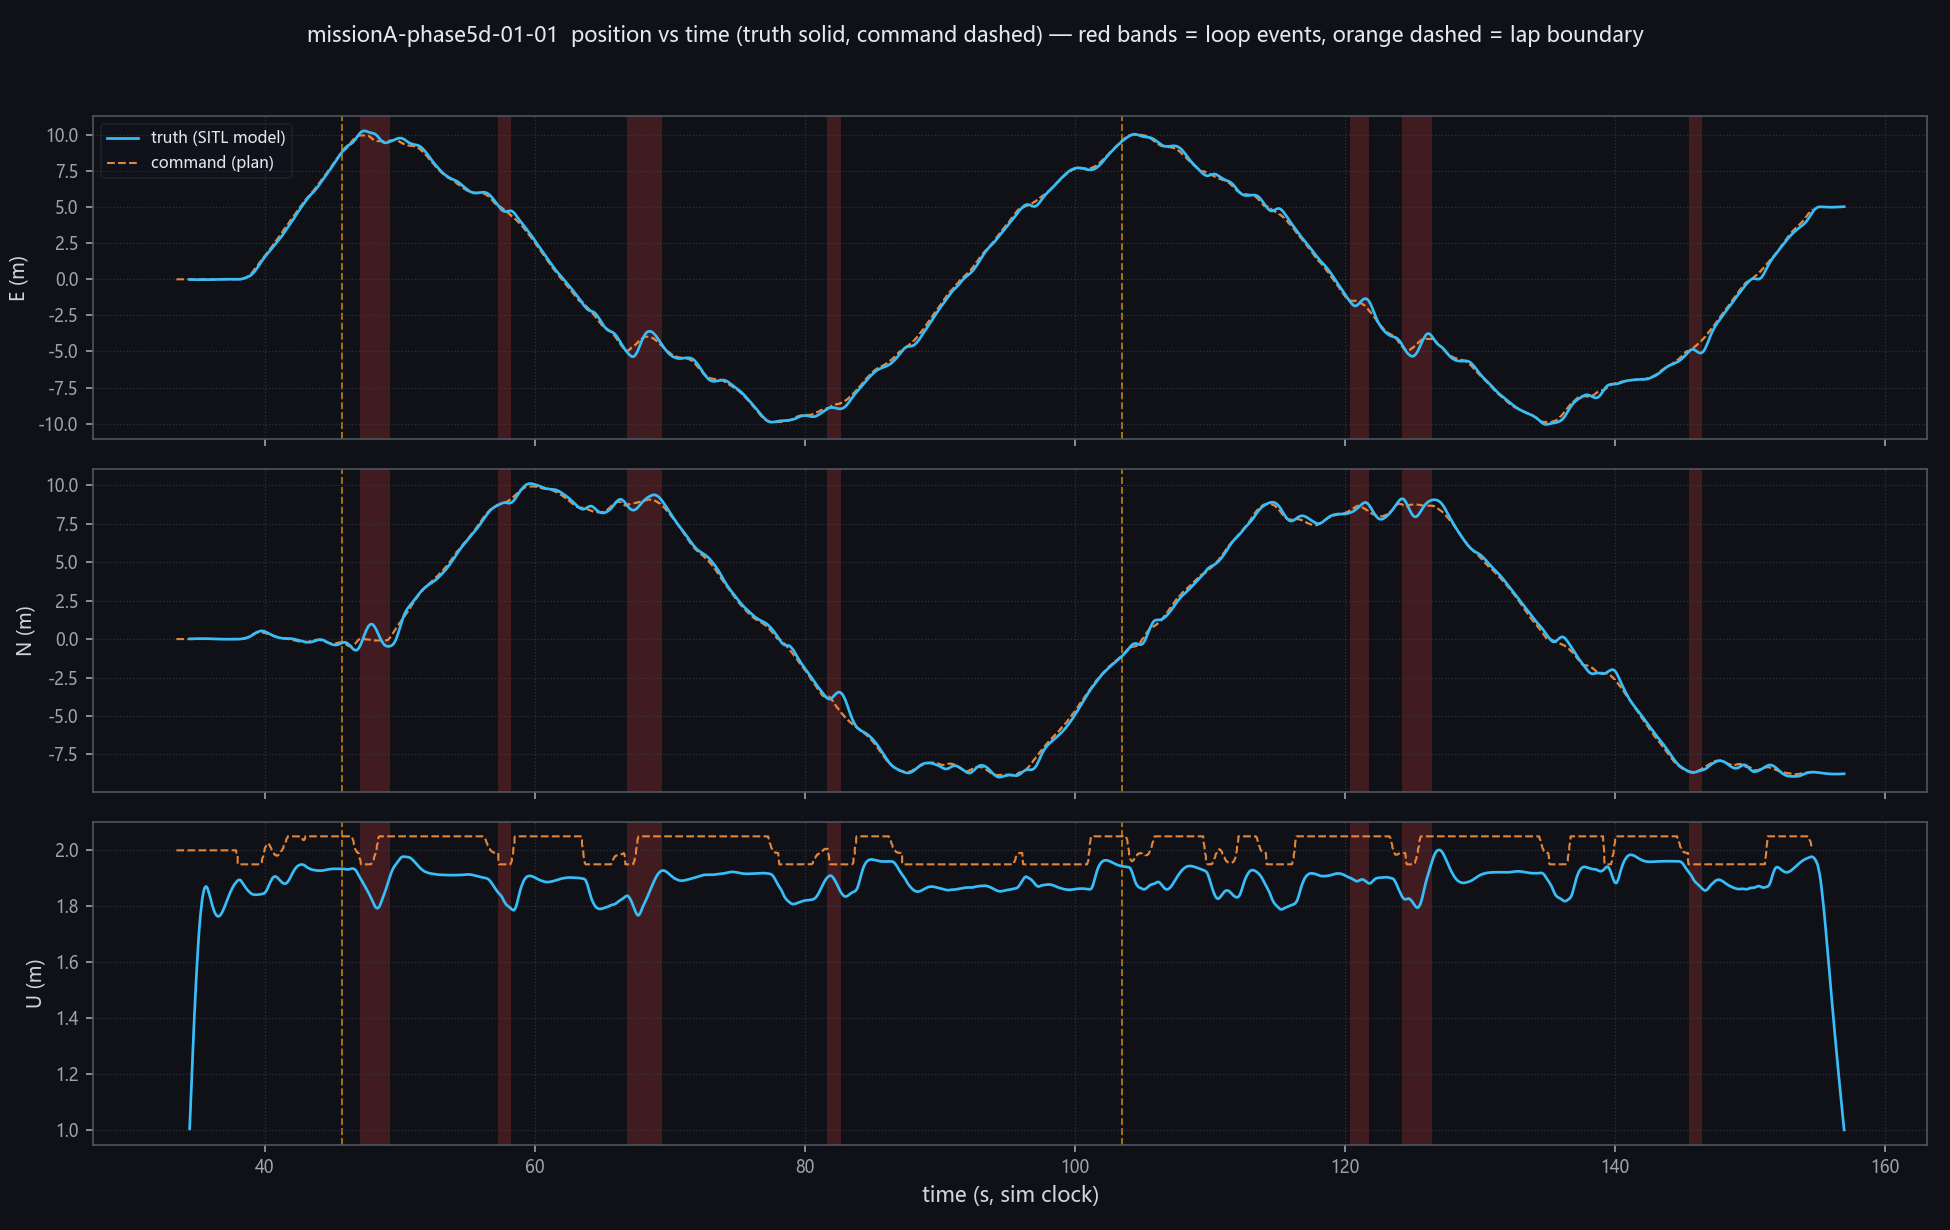 missionA-phase5d-01-01  position vs time (truth solid, command dashed) — red bands = loop events, orange dashed = lap boundary
truth (SITL model)
command (plan)
E (m)
10.0
7.5
5.0
2.5
0.0
-2.5
-5.0
-7.5
-10.0
N (m)
10.0
7.5
5.0
2.5
0.0
-2.5
-5.0
-7.5
U (m)
2.0
1.8
1.6
1.4
1.2
1.0
40 60 80 100 120 140 160
time (s, sim clock)